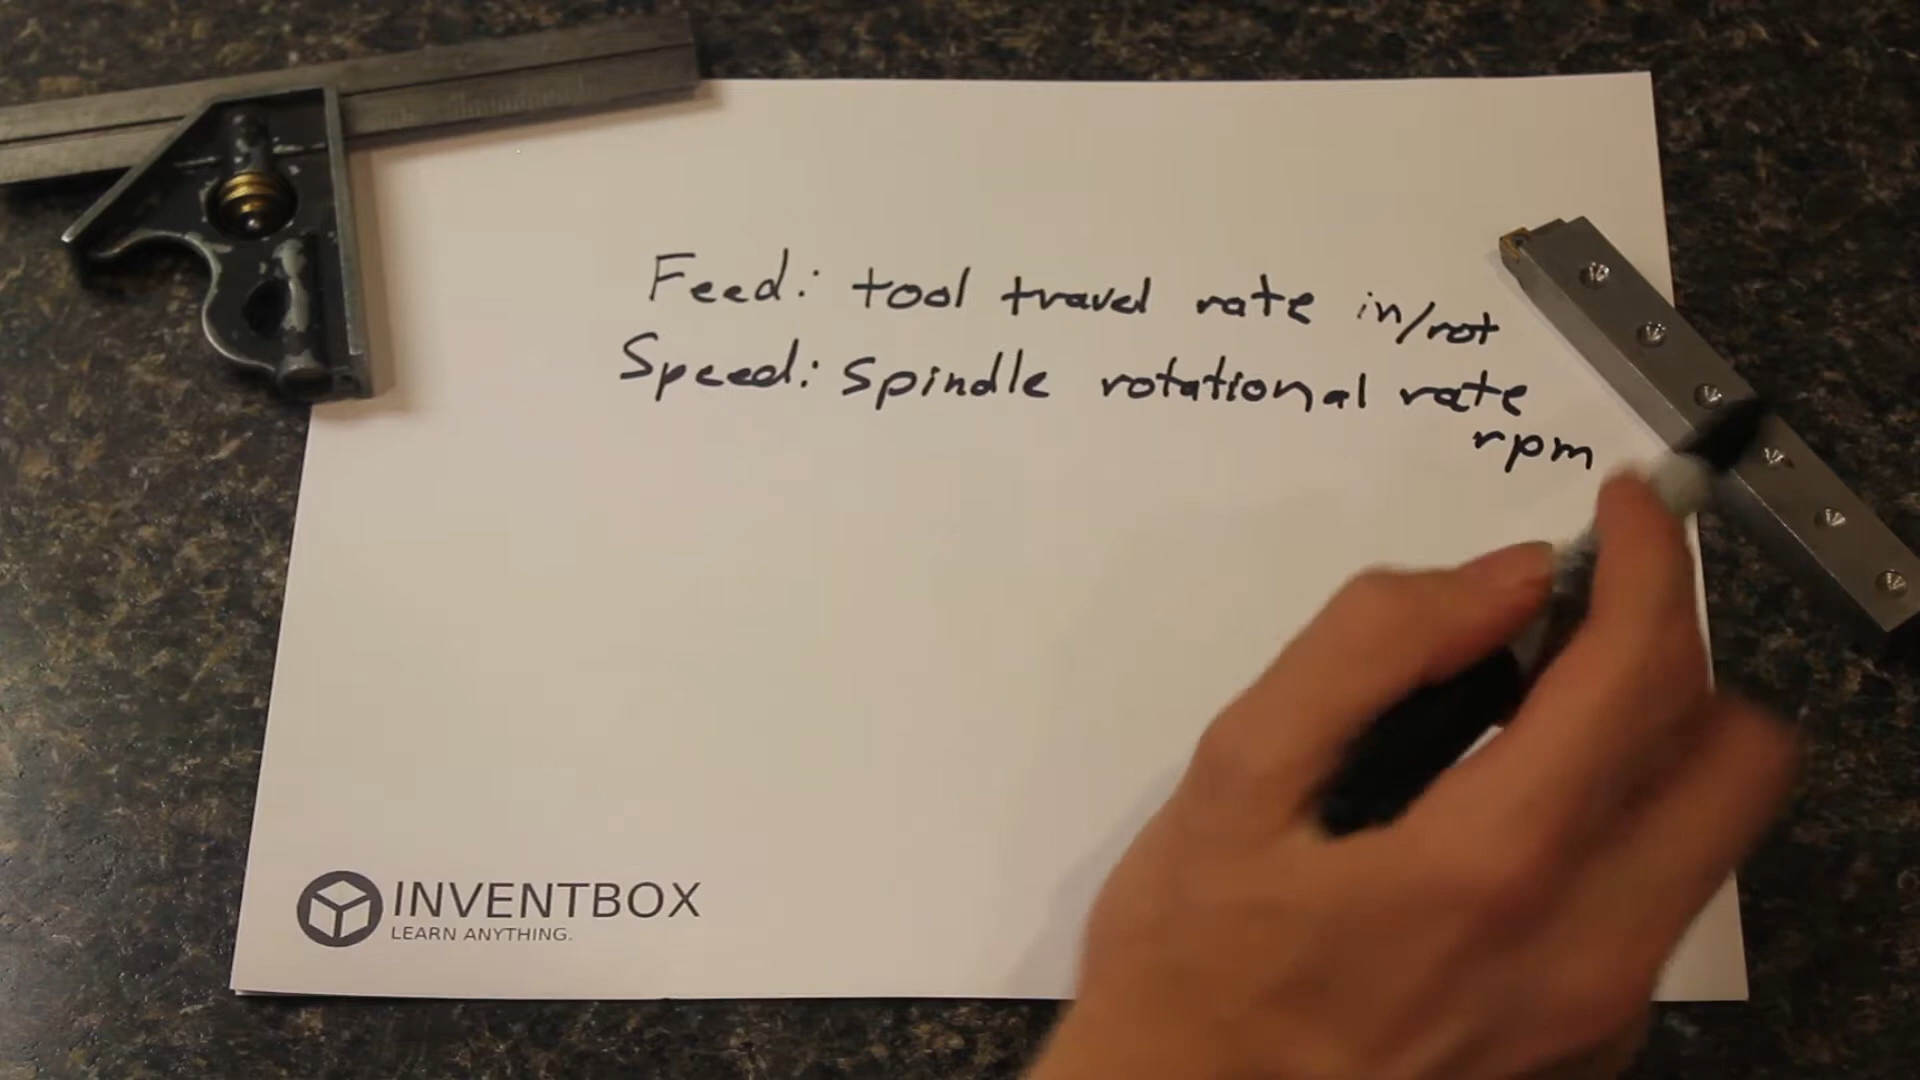 Feed: tool travel rate in/rot
Speed: Spindle rotational rate
rpm
INVENTBOX
LEARN ANYTHING.